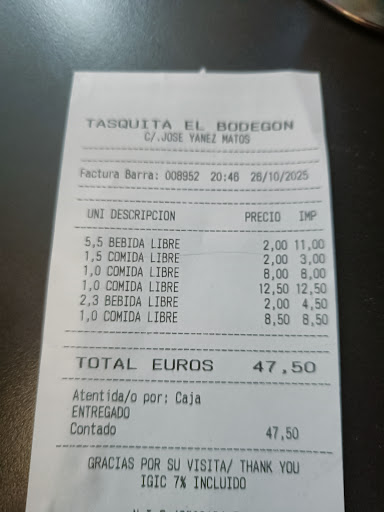 TASQUITA EL BODEGON
C/.JOSE YANEZ MATOS
Factura Barra: 008952 20:46 26/10/2025
UNI DESCRIPCION PRECIO IMP
5,5 BEBIDA LIBRE 2,00 11,00
1,5 COMIDA LIBRE 2,00 3,00
1,0 COMIDA LIBRE 8,00 8,00
1,0 COMIDA LIBRE 12,50 12,50
2,3 BEBIDA LIBRE 2,00 4,50
1,0 COMIDA LIBRE 8,50 8,50
TOTAL EUROS 47,50
Atentida/o por: Caja
ENTREGADO
Contado 47,50
GRACIAS POR SU VISITA/ THANK YOU
IGIC 7% INCLUIDO